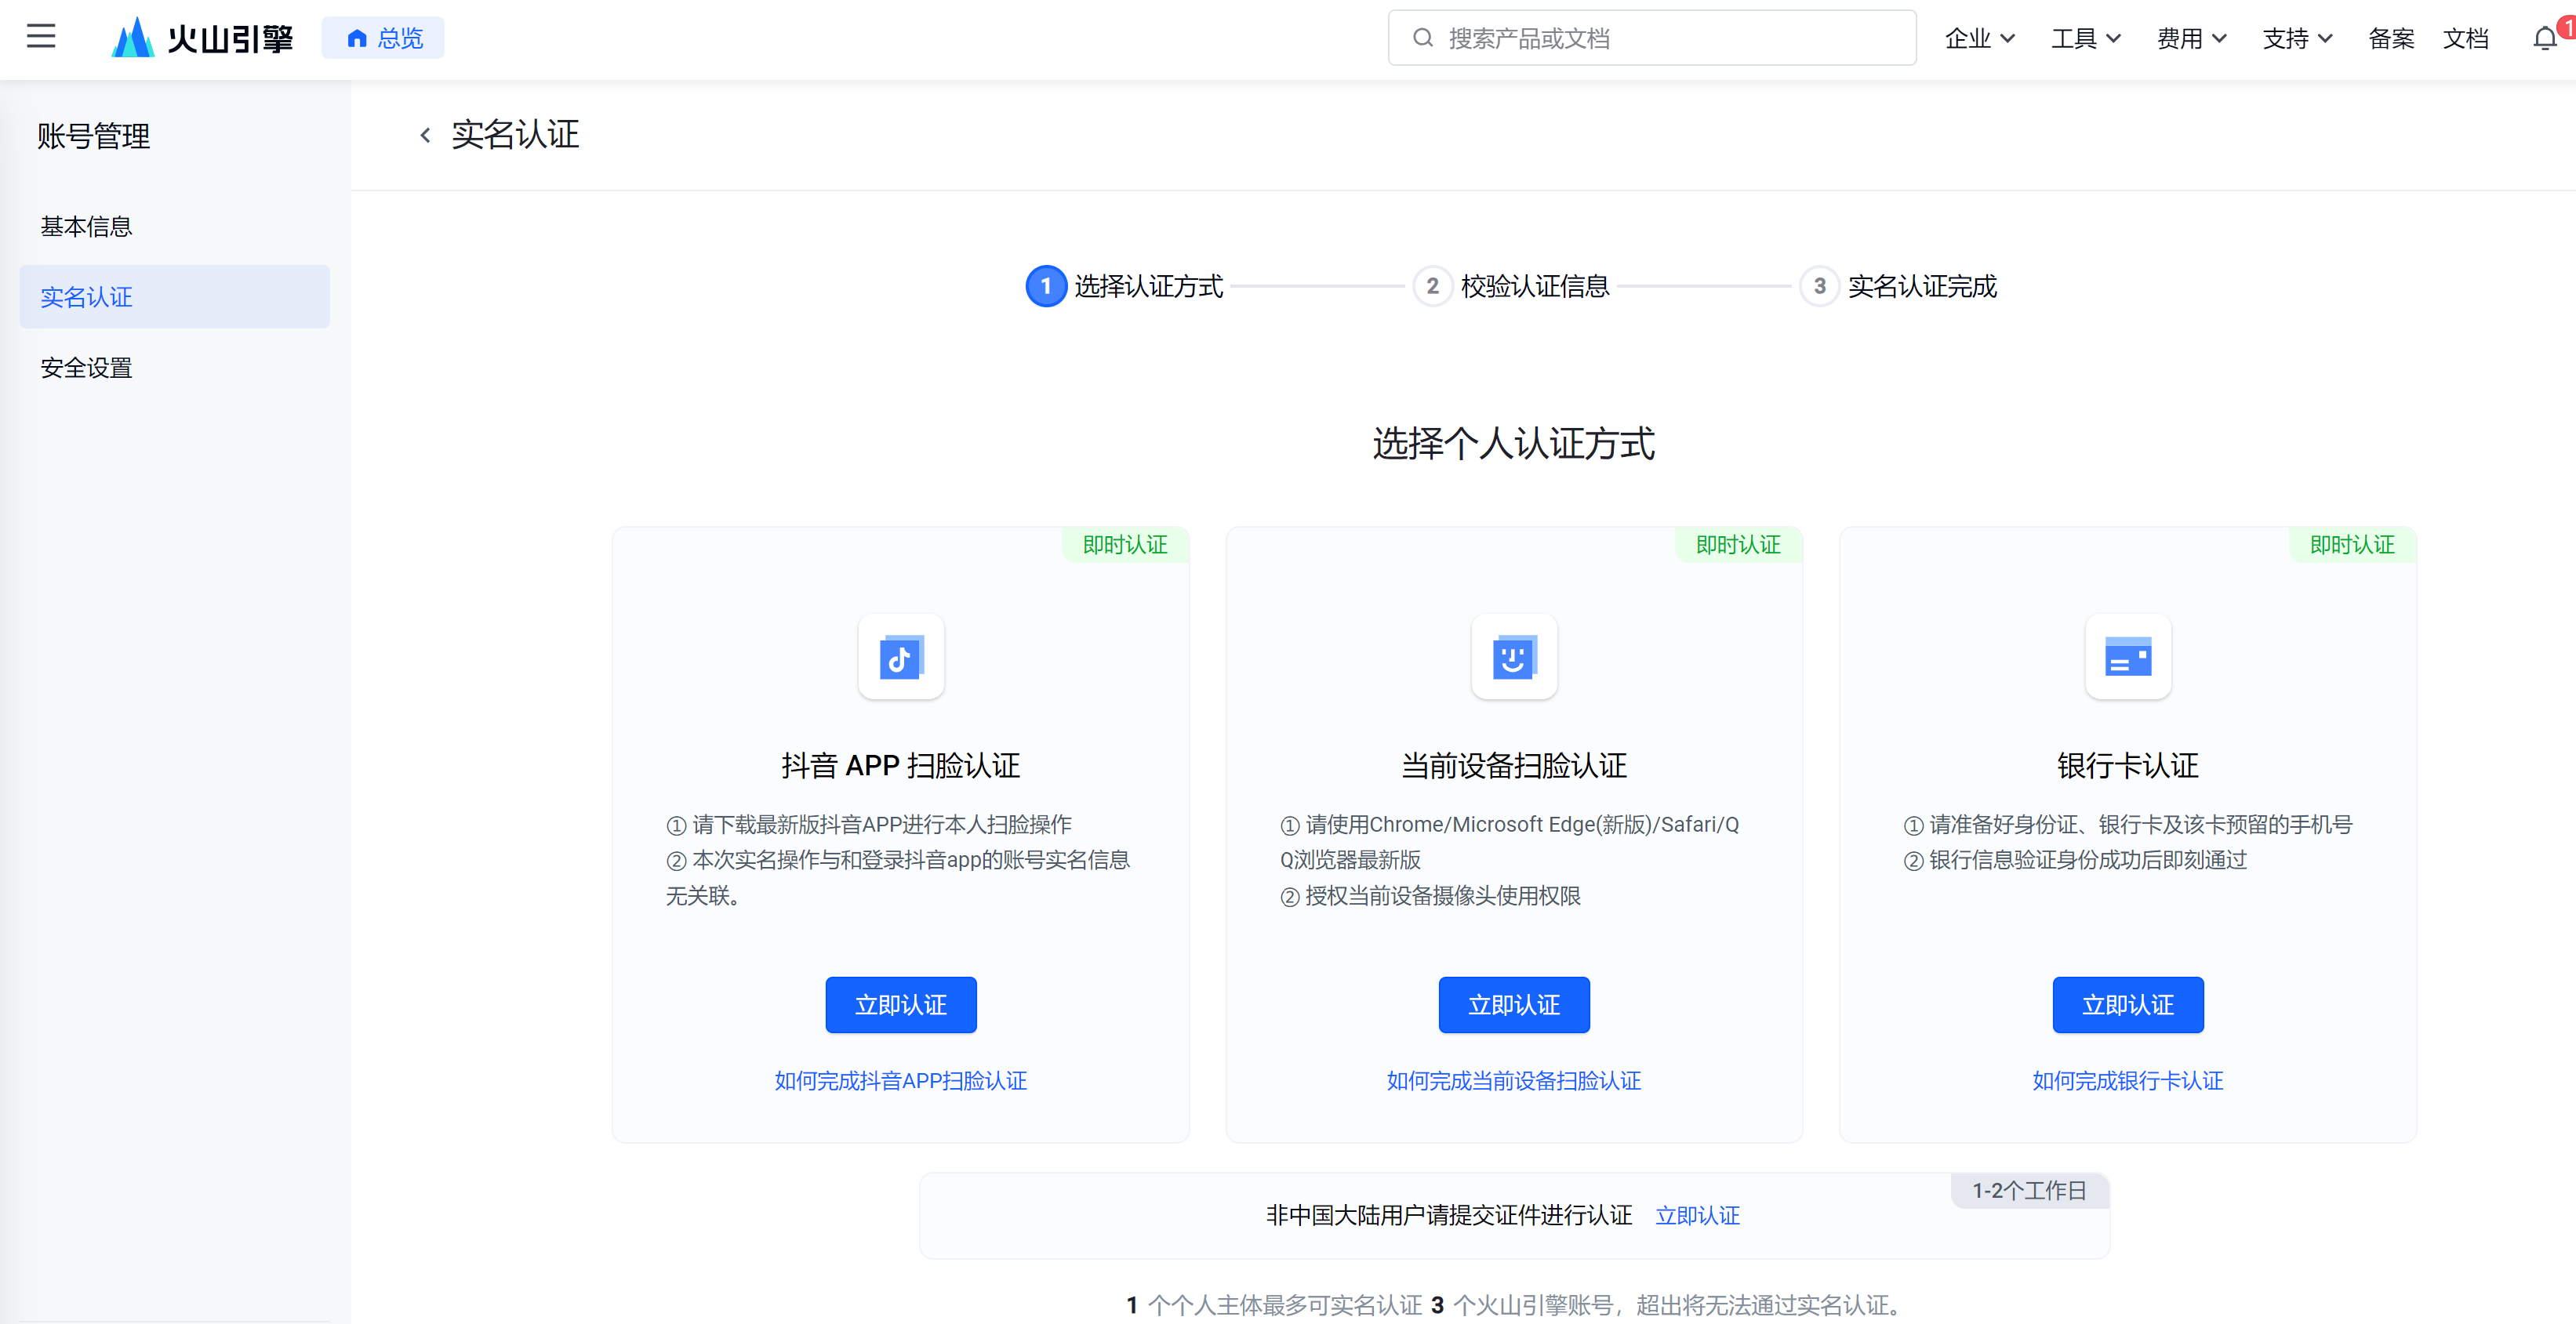 火山引擎
总览
搜索产品或文档
企业
工具
费用
支持
备案
文档
1
账号管理
基本信息
实名认证
安全设置
实名认证
1 选择认证方式
2 校验认证信息
3 实名认证完成
选择个人认证方式
即时认证
抖音 APP 扫脸认证
① 请下载最新版抖音APP进行本人扫脸操作
② 本次实名操作与和登录抖音app的账号实名信息
无关联。
立即认证
如何完成抖音APP扫脸认证
即时认证
当前设备扫脸认证
① 请使用Chrome/Microsoft Edge(新版)/Safari/Q
Q浏览器最新版
② 授权当前设备摄像头使用权限
立即认证
如何完成当前设备扫脸认证
即时认证
银行卡认证
① 请准备好身份证、银行卡及该卡预留的手机号
② 银行信息验证身份成功后即刻通过
立即认证
如何完成银行卡认证
1-2个工作日
非中国大陆用户请提交证件进行认证 立即认证
1 个个人主体最多可实名认证 3 个火山引擎账号，超出将无法通过实名认证。